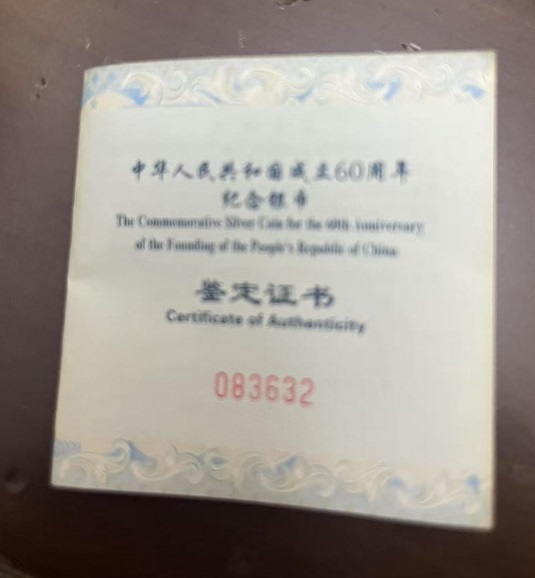 中华人民共和国成立60周年
纪念银币
The Commemorative Silver Coin for the 60th Anniversary
of the Founding of the People's Republic of China
鉴定证书
Certificate of Authenticity
083632